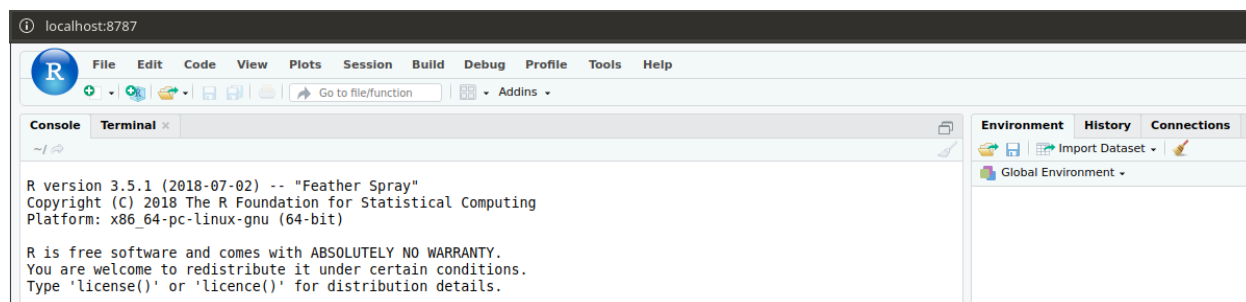 localhost:8787
R
File Edit Code View Plots Session Build Debug Profile Tools Help
Go to file/function Addins
Console Terminal
Environment History Connections
~/
Import Dataset
Global Environment
R version 3.5.1 (2018-07-02) -- "Feather Spray"
Copyright (C) 2018 The R Foundation for Statistical Computing
Platform: x86_64-pc-linux-gnu (64-bit)
R is free software and comes with ABSOLUTELY NO WARRANTY.
You are welcome to redistribute it under certain conditions.
Type 'license()' or 'licence()' for distribution details.